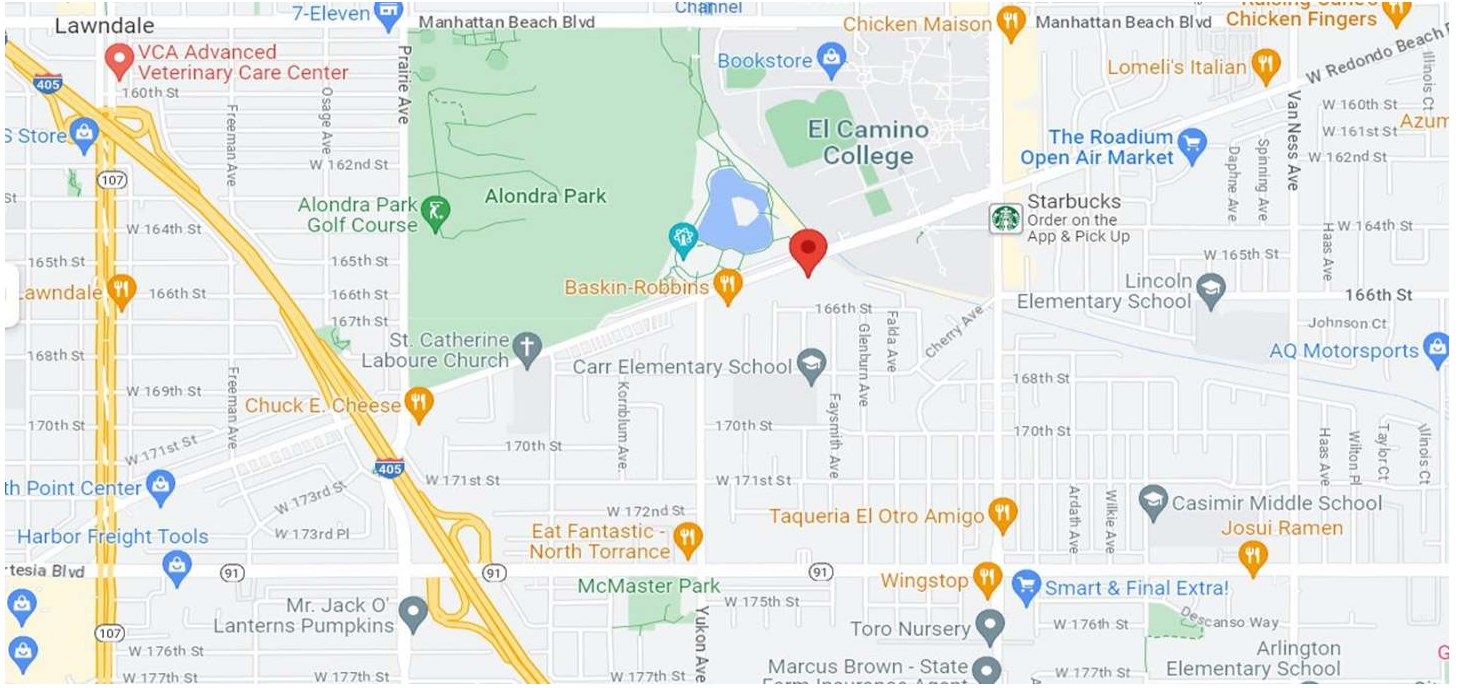 Lawndale
7-Eleven
Manhattan Beach Blvd
Channel
Chicken Maison
Manhattan Beach Blvd
Chicken Fingers
VCA Advanced
Veterinary Care Center
405
160th St
Prairie Ave
Bookstore
Lomeli's Italian
W Redondo Beach
Illinois Ct
Freeman Ave
Osage Ave
W 162nd St
S Store
107
El Camino
College
The Roadium
Open Air Market
Van Ness Ave
W 160th St
W 161st St
W 162nd St
Azum
Daphne Ave
Spinning Ave
St
Alondra Park
Alondra Park
Golf Course
Starbucks
Order on the
App & Pick Up
W 164th St
W 164th St
165th St
165th St
W 165th St
Haas Ave
Lawndale
166th St
166th St
Baskin-Robbins
166th St
Lincoln
Elementary School
166th St
167th St
Johnson Ct
Glenburn Ave
Falda Ave
Cherry Ave
168th St
St. Catherine
Laboure Church
Carr Elementary School
AQ Motorsports
168th St
W 169th St
Freeman Ave
Chuck E. Cheese
Kornblum Ave
Faysmith Ave
170th St
W 171st St
170th St
170th St
170th St
Haas Ave
Wilton Pl
Taylor Ct
Illinois Ct
405
W 171st St
W 171st St
th Point Center
W 173rd St
W 172nd St
Ardath Ave
Wilkie Ave
Casimir Middle School
Josui Ramen
Taqueria El Otro Amigo
W 173rd Pl
Eat Fantastic -
North Torrance
Harbor Freight Tools
tesia Blvd
91
91
91
McMaster Park
Wingstop
Smart & Final Extra!
Mr. Jack O'
Lanterns Pumpkins
W 175th St
Yukon Ave
Toro Nursery
W 176th St
Descanso Way
107
W 176th St
Arlington
Elementary School
Marcus Brown - State
Farm Insurance Agent
W 177th St
W 177th St
W 177th St
W 177th St